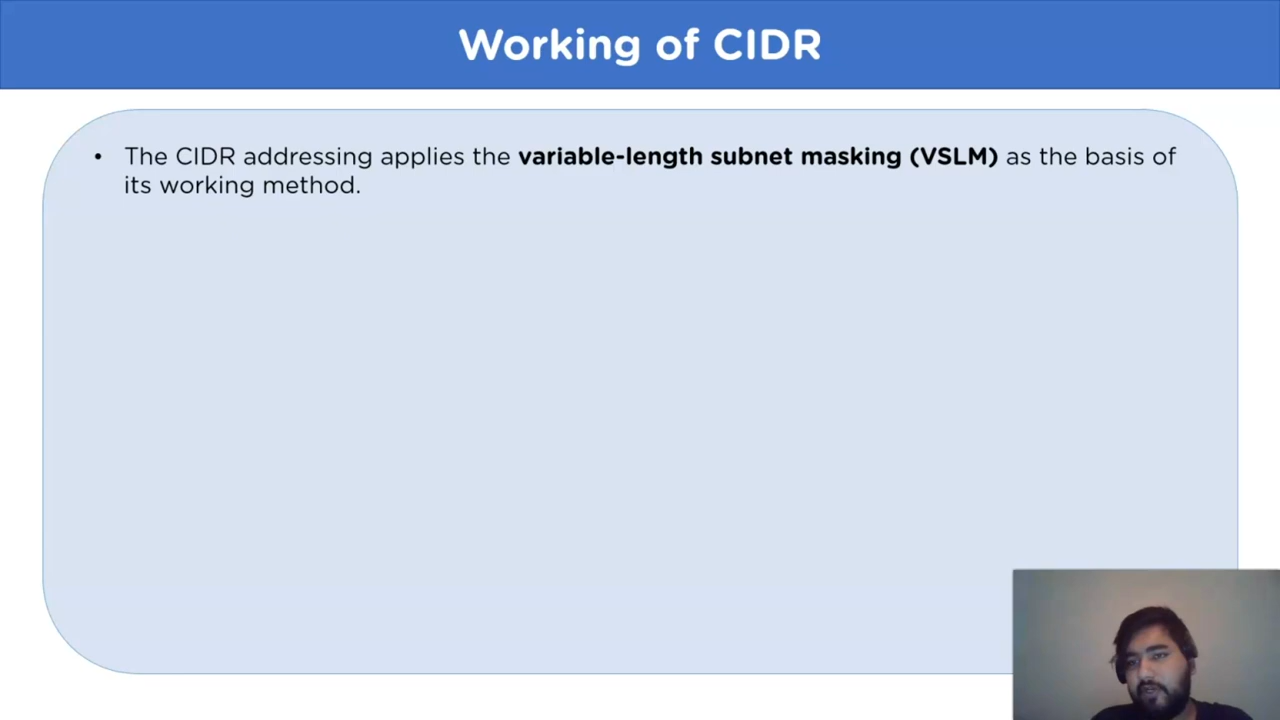 Working of CIDR
• The CIDR addressing applies the variable-length subnet masking (VSLM) as the basis of
its working method.